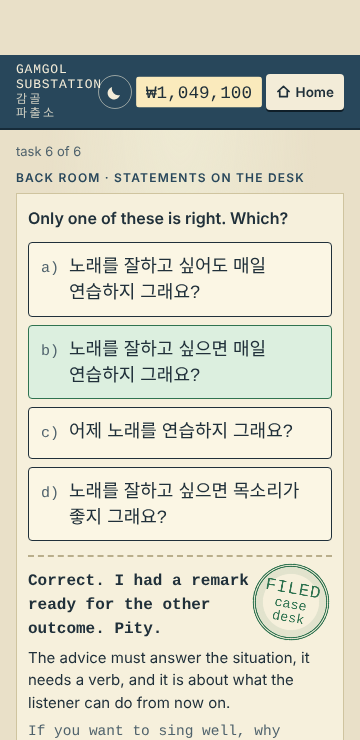 GAMGOL
SUBSTATION
감골
파출소
₩1,049,100
Home
task 6 of 6
BACK ROOM · STATEMENTS ON THE DESK
Only one of these is right. Which?
a) 노래를 잘하고 싶어도 매일
연습하지 그래요?
b) 노래를 잘하고 싶으면 매일
연습하지 그래요?
c) 어제 노래를 연습하지 그래요?
d) 노래를 잘하고 싶으면 목소리가
좋지 그래요?
Correct. I had a remark
ready for the other
outcome. Pity.
FILED
case
desk
The advice must answer the situation, it
needs a verb, and it is about what the
listener can do from now on.
If you want to sing well, why